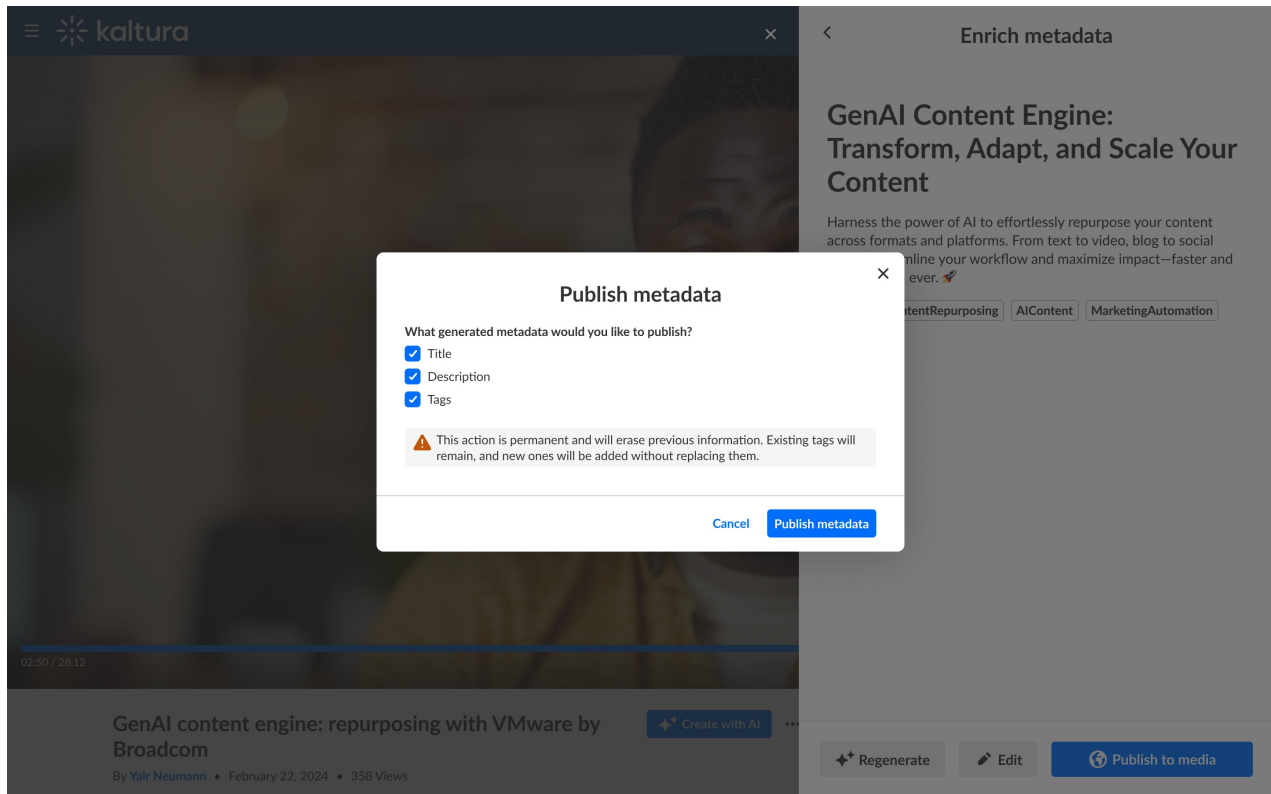 kaltura
Enrich metadata
GenAI Content Engine:
Transform, Adapt, and Scale Your
Content
Harness the power of AI to effortlessly repurpose your content
across formats and platforms. From text to video, blog to social
your workflow and maximize impact—faster and
ever. 🚀
AIContent MarketingAutomation
Publish metadata
What generated metadata would you like to publish?
Title
Description
Tags
This action is permanent and will erase previous information. Existing tags will
remain, and new ones will be added without replacing them.
Cancel Publish metadata
02:50 / 28:12
GenAI content engine: repurposing with VMware by
Broadcom
Create with AI
By Yair Neumann • February 22, 2024 • 358 Views
Regenerate Edit Publish to media